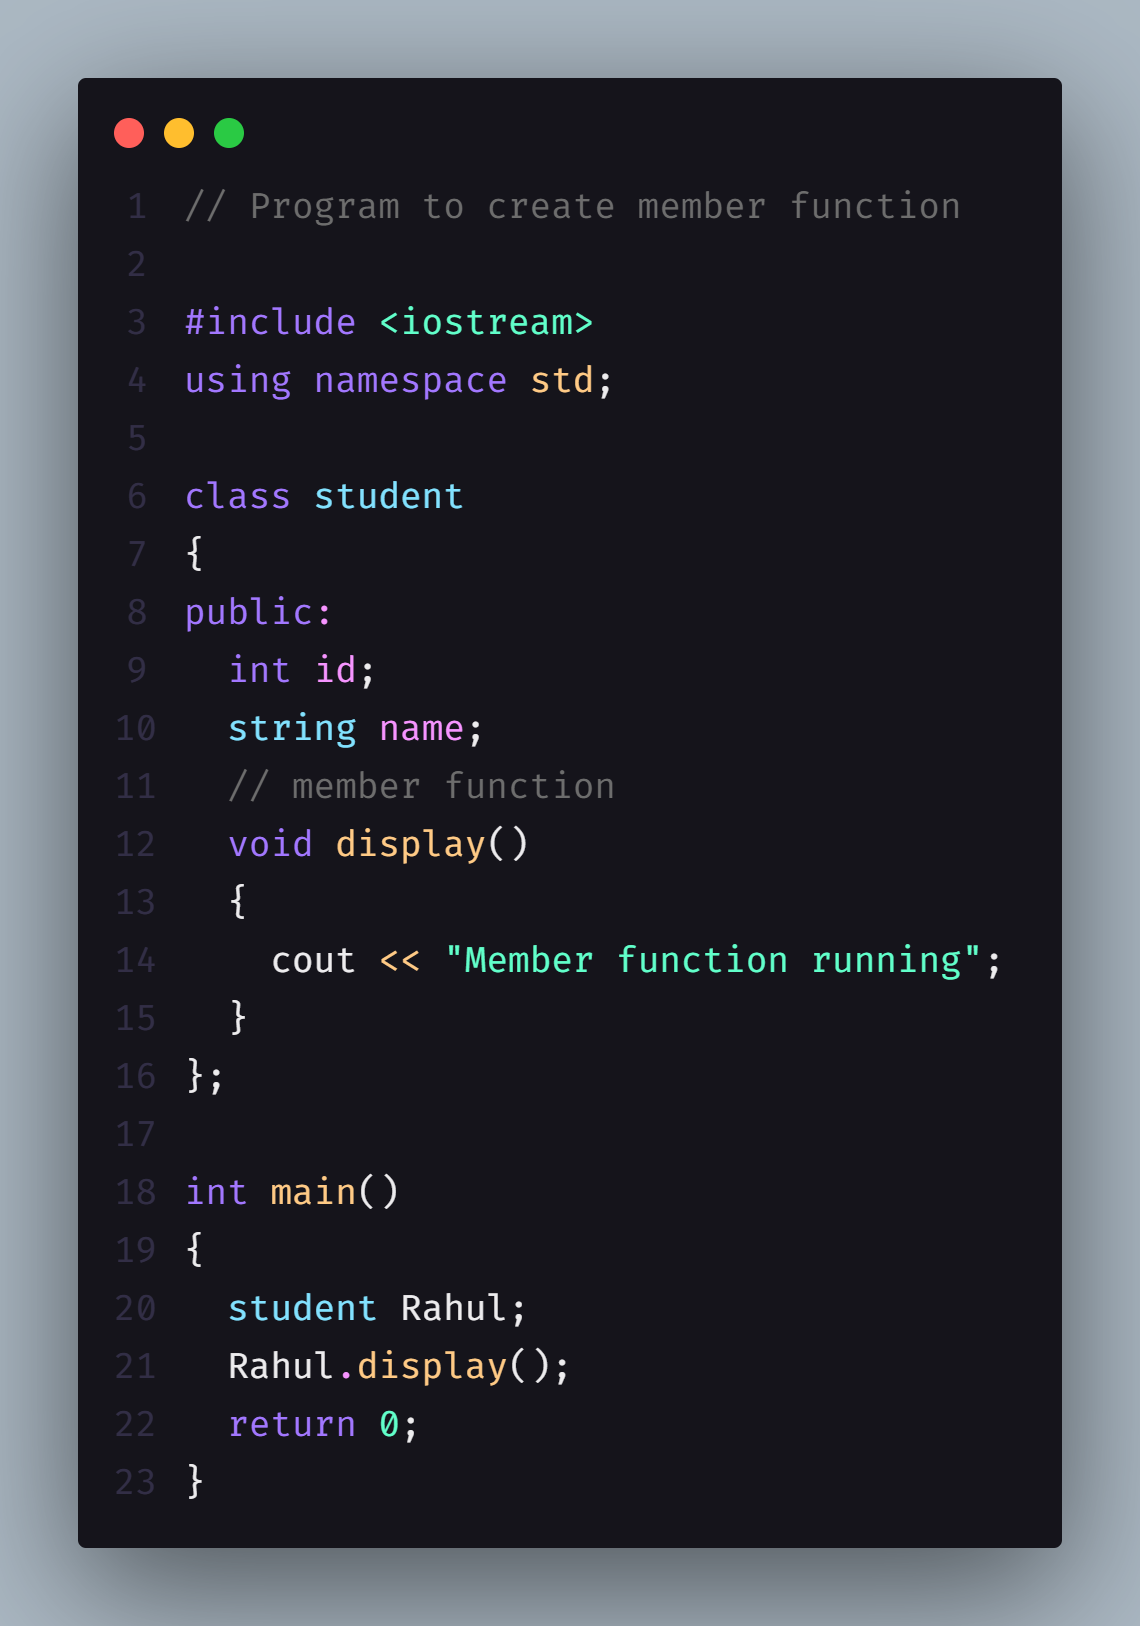 1 // Program to create member function
2
3 #include <iostream>
4 using namespace std;
5
6 class student
7 {
8 public:
9   int id;
10   string name;
11   // member function
12   void display()
13   {
14     cout << "Member function running";
15   }
16 };
17
18 int main()
19 {
20   student Rahul;
21   Rahul.display();
22   return 0;
23 }